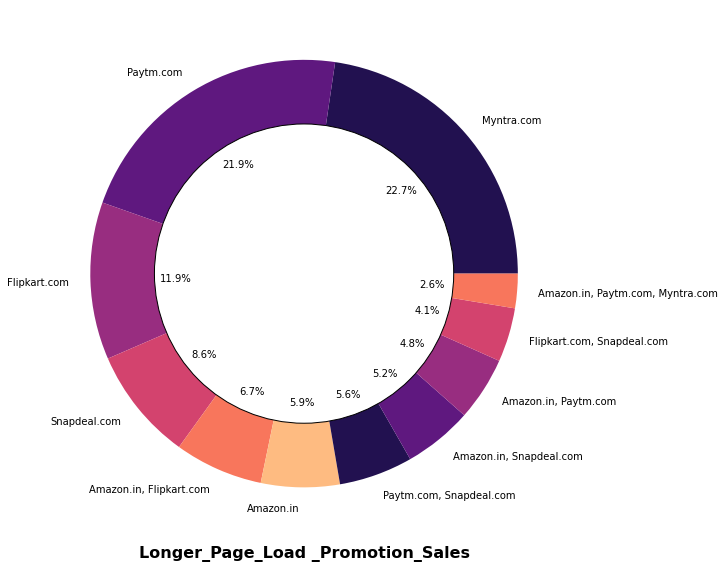 Paytm.com
Myntra.com
21.9%
22.7%
Flipkart.com
11.9%
2.6%
Amazon.in, Paytm.com, Myntra.com
4.1%
Flipkart.com, Snapdeal.com
4.8%
8.6%
5.2%
6.7%
5.9%
5.6%
Amazon.in, Paytm.com
Snapdeal.com
Amazon.in, Snapdeal.com
Amazon.in, Flipkart.com
Paytm.com, Snapdeal.com
Amazon.in
Longer_Page_Load _Promotion_Sales